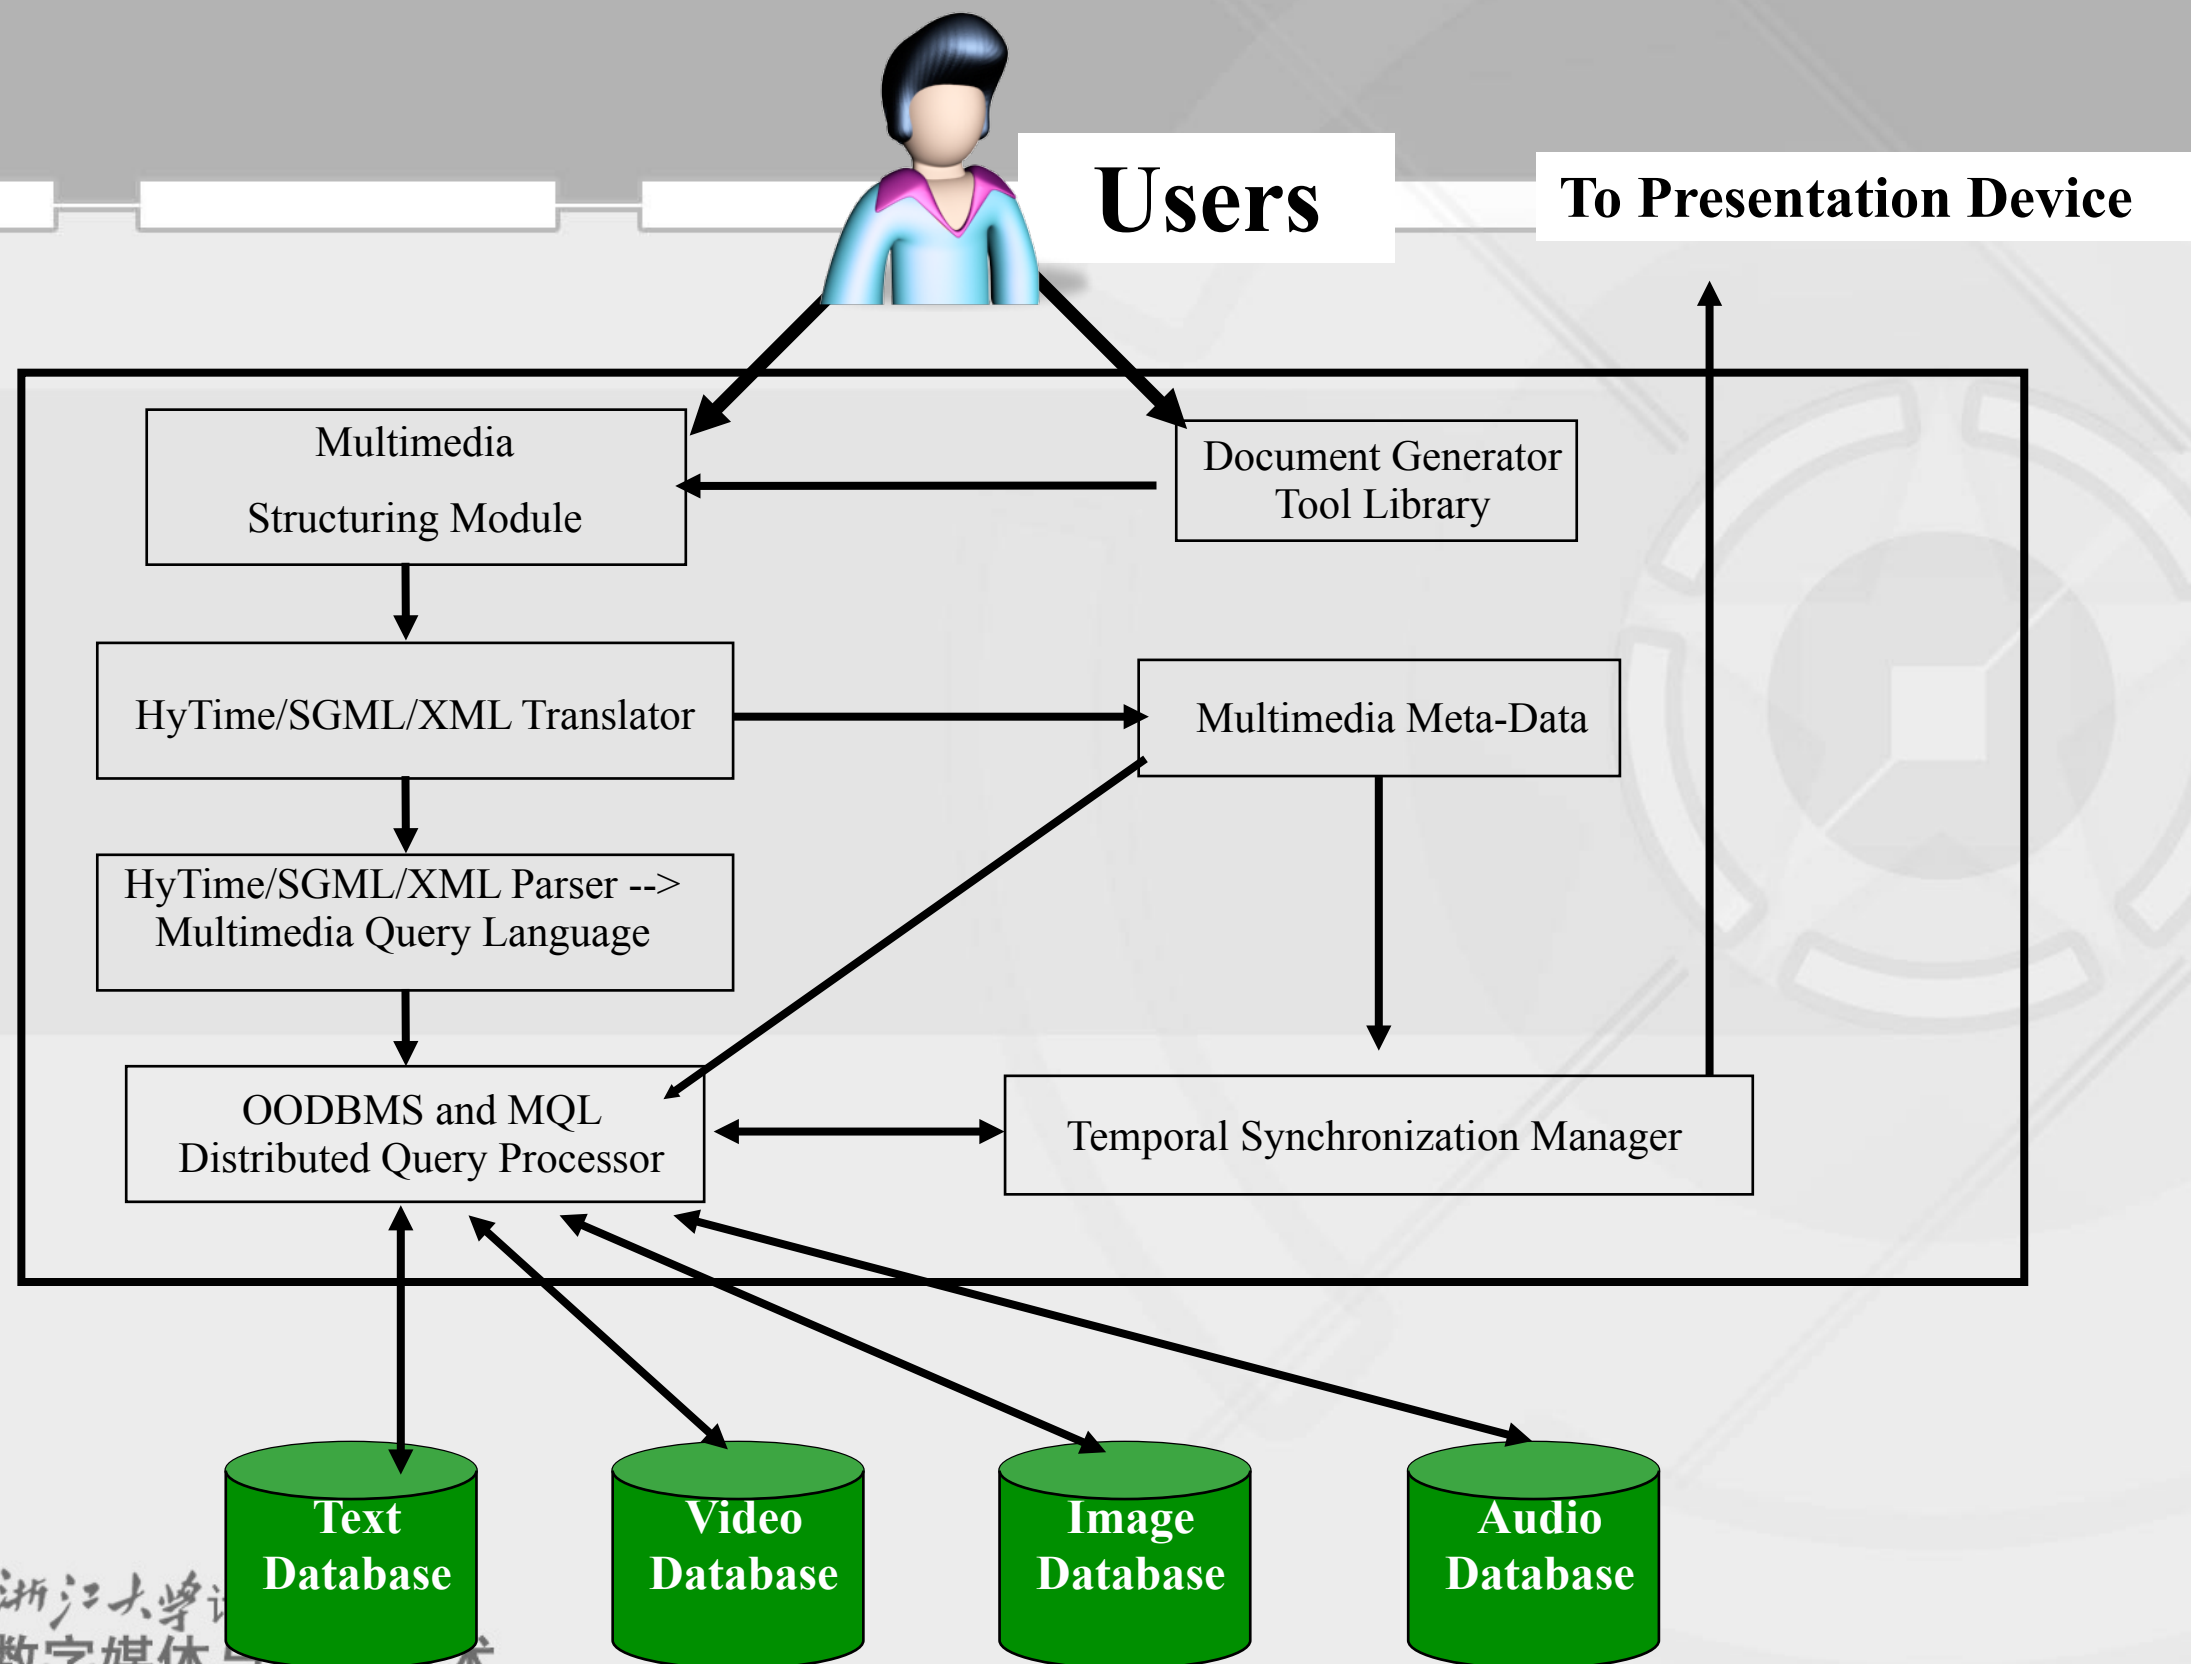 Users
To Presentation Device
Multimedia
Structuring Module
Document Generator
Tool Library
HyTime/SGML/XML Translator
Multimedia Meta-Data
HyTime/SGML/XML Parser -->
Multimedia Query Language
OODBMS and MQL
Distributed Query Processor
Temporal Synchronization Manager
Text
Database
Video
Database
Image
Database
Audio
Database
浙江大学
数字媒体